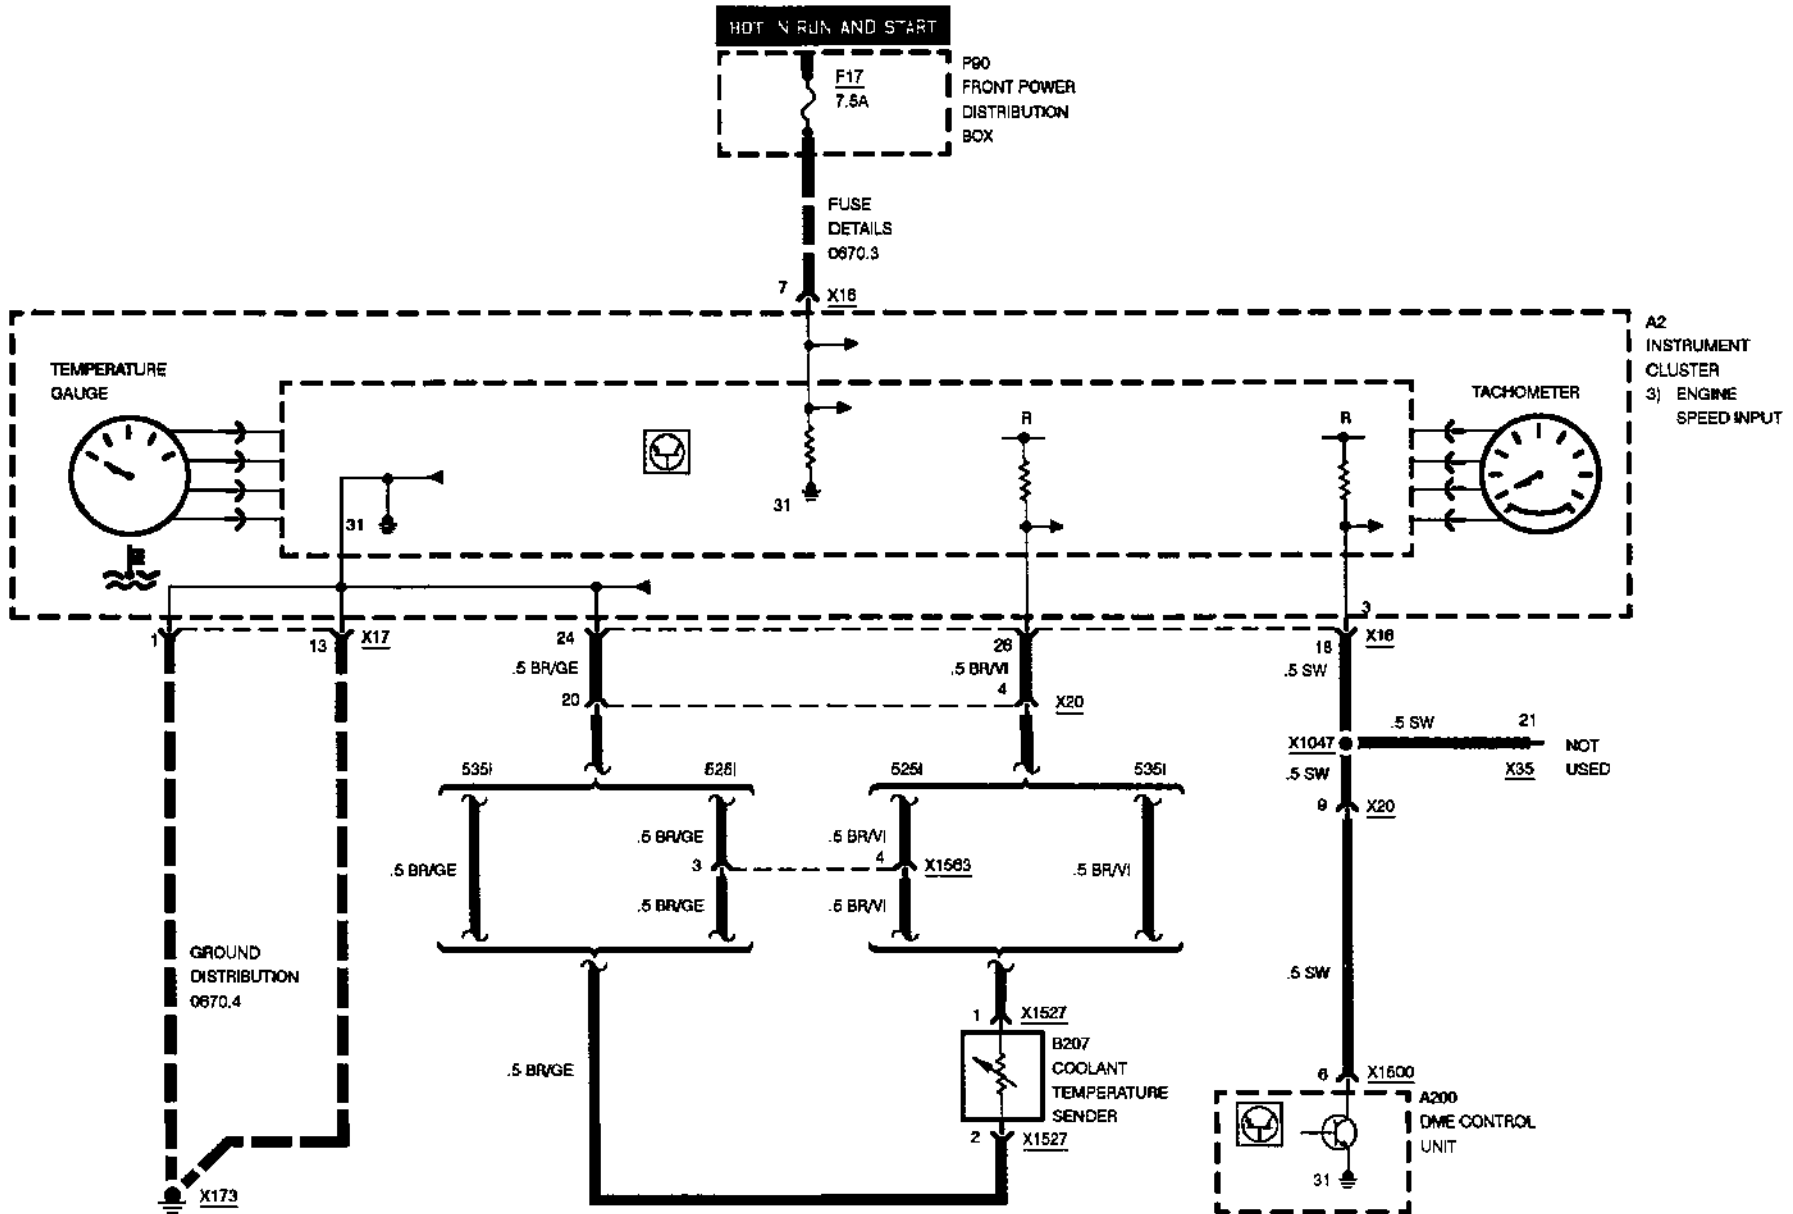 HOT IN RUN AND START
P90
FRONT POWER
DISTRIBUTION
BOX
F17
7.5A
FUSE
DETAILS
0670.3
7
X16
A2
INSTRUMENT
CLUSTER
3) ENGINE
SPEED INPUT
TEMPERATURE
GAUGE
TACHOMETER
R
R
31
31
3
1
13
X17
24
26
18
X16
.5 BR/GE
.5 BR/VI
.5 SW
20
4
X20
.5 SW
21
X1047
NOT
USED
X35
.5 SW
535I
525I
525I
535I
9
X20
.5 BR/GE
.5 BR/VI
3
4
X1563
.5 BR/GE
.5 BR/VI
.5 BR/GE
.5 BR/VI
GROUND
DISTRIBUTION
0670.4
.5 SW
1
X1527
B207
COOLANT
TEMPERATURE
SENDER
.5 BR/GE
2
X1527
6
X1500
A200
DME CONTROL
UNIT
31
X173